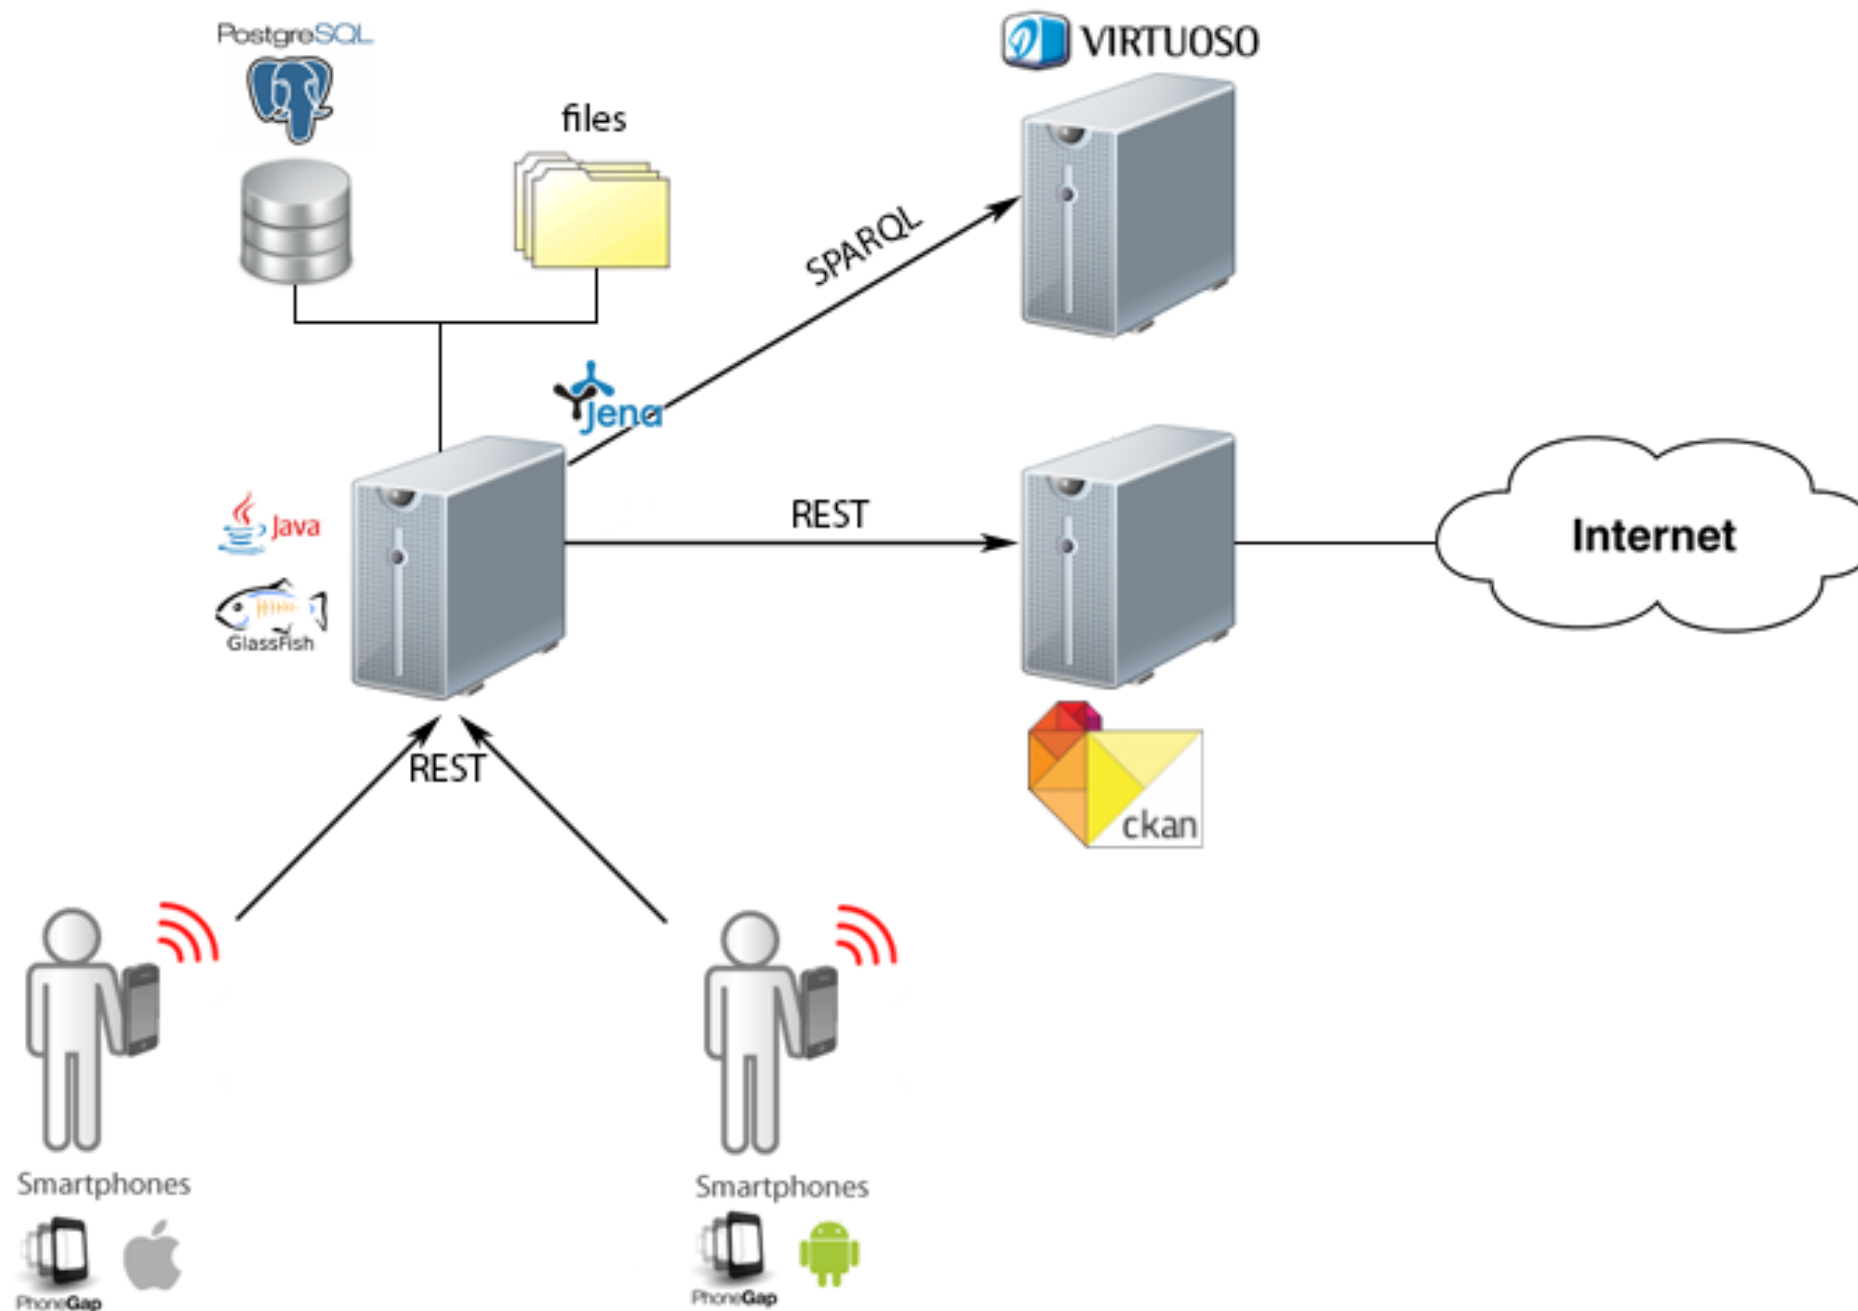 PostgreSQL
VIRTUOSO
files
SPARQL
Jena
Java
REST
Internet
GlassFish
REST
ckan
Smartphones
Smartphones
PhoneGap
PhoneGap